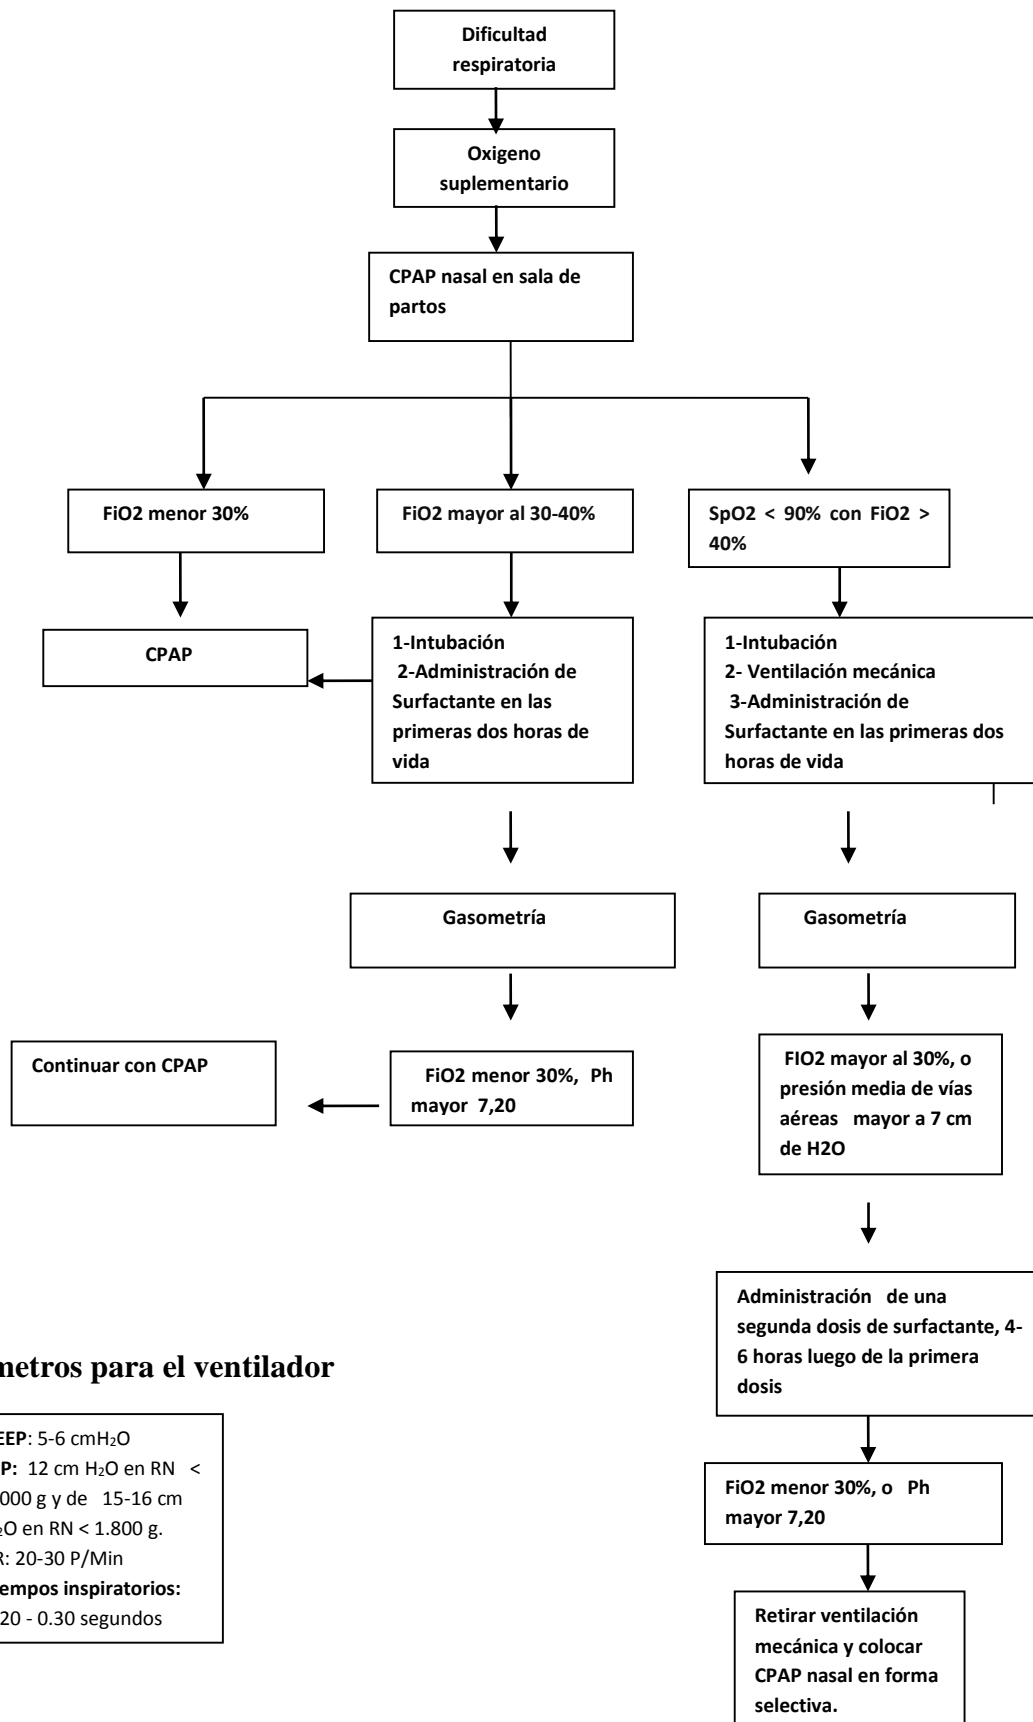 Dificultad
respiratoria
Oxigeno
suplementario
CPAP nasal en sala de
partos
FiO2 menor 30%
FiO2 mayor al 30-40%
SpO2 < 90% con FiO2 >
40%
CPAP
1-Intubación
2-Administración de
Surfactante en las
primeras dos horas de
vida
1-Intubación
2- Ventilación mecánica
3-Administración de
Surfactante en las primeras dos
horas de vida
Gasometría
Gasometría
Continuar con CPAP
FiO2 menor 30%, Ph
mayor 7,20
FIO2 mayor al 30%, o
presión media de vías
aéreas mayor a 7 cm
de H2O
Administración de una
segunda dosis de surfactante, 4-
6 horas luego de la primera
dosis
metros para el ventilador
EEP: 5-6 cmH₂O
P: 12 cm H₂O en RN <
000 g y de 15-16 cm
₂O en RN < 1.800 g.
R: 20-30 P/Min
empos inspiratorios:
20 - 0.30 segundos
FiO2 menor 30%, o Ph
mayor 7,20
Retirar ventilación
mecánica y colocar
CPAP nasal en forma
selectiva.